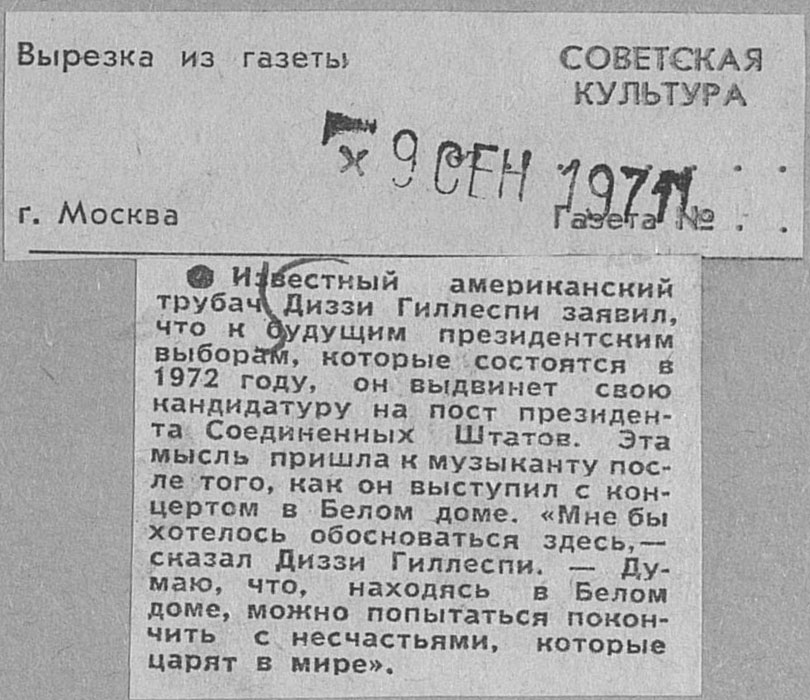 Вырезка из газеты
СОВЕТСКАЯ
КУЛЬТУРА
9 СЕН 1971
г. Москва
Газета №
Известный американский
трубач Диззи Гиллеспи заявил,
что к будущим президентским
выборам, которые состоятся в
1972 году, он выдвинет свою
кандидатуру на пост президен-
та Соединенных Штатов. Эта
мысль пришла к музыканту пос-
ле того, как он выступил с кон-
цертом в Белом доме. «Мне бы
хотелось обосноваться здесь,—
сказал Диззи Гиллеспи. — Ду-
маю, что, находясь в Белом
доме, можно попытаться покон-
чить с несчастьями, которые
царят в мире».